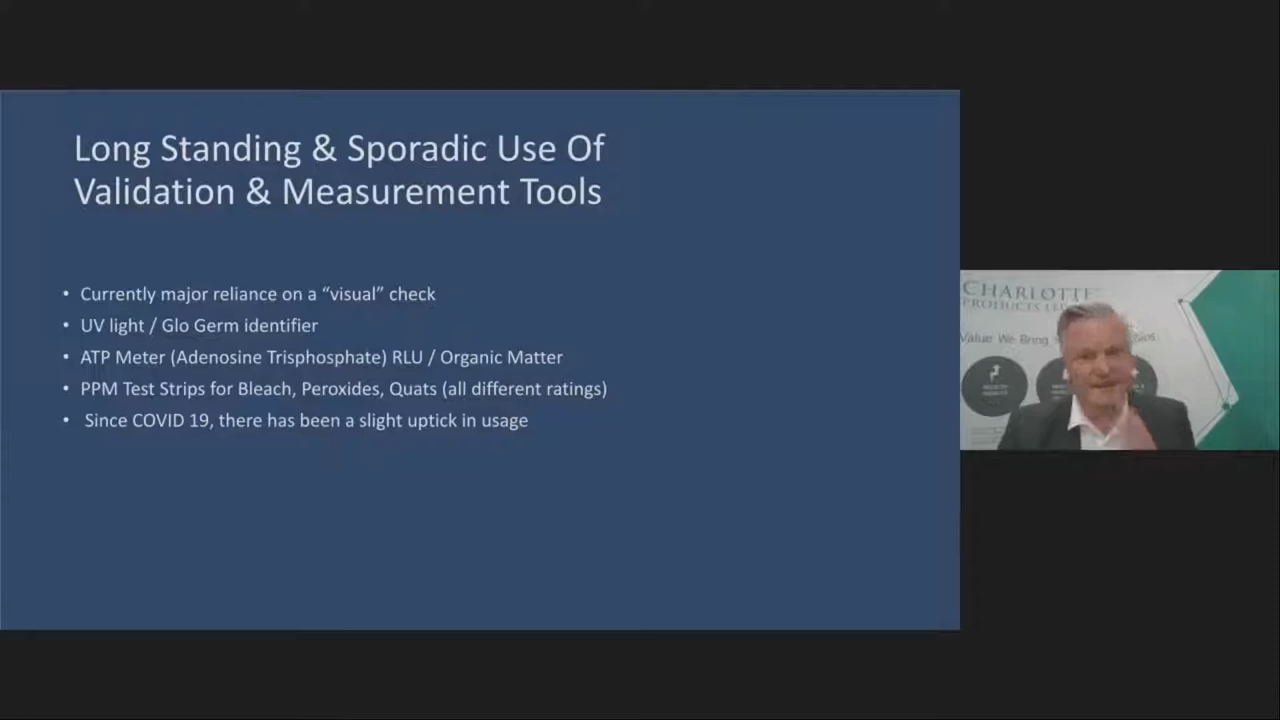 Long Standing & Sporadic Use Of
Validation & Measurement Tools
• Currently major reliance on a “visual” check
• UV light / Glo Germ identifier
• ATP Meter (Adenosine Trisphosphate) RLU / Organic Matter
• PPM Test Strips for Bleach, Peroxides, Quats (all different ratings)
• Since COVID 19, there has been a slight uptick in usage
CHARLOTTE
PRODUCTS
Value We Bring